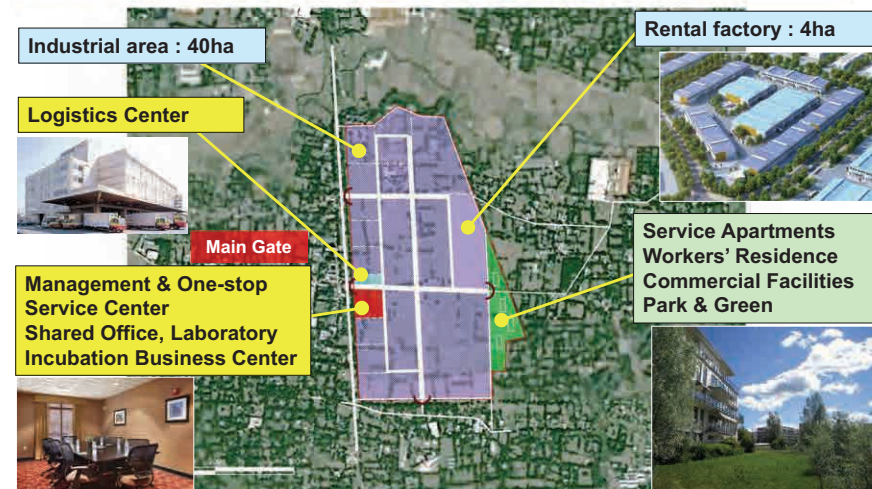 Industrial area : 40ha
Rental factory : 4ha
Logistics Center
Main Gate
Management & One-stop
Service Center
Shared Office, Laboratory
Incubation Business Center
Service Apartments
Workers’ Residence
Commercial Facilities
Park & Green